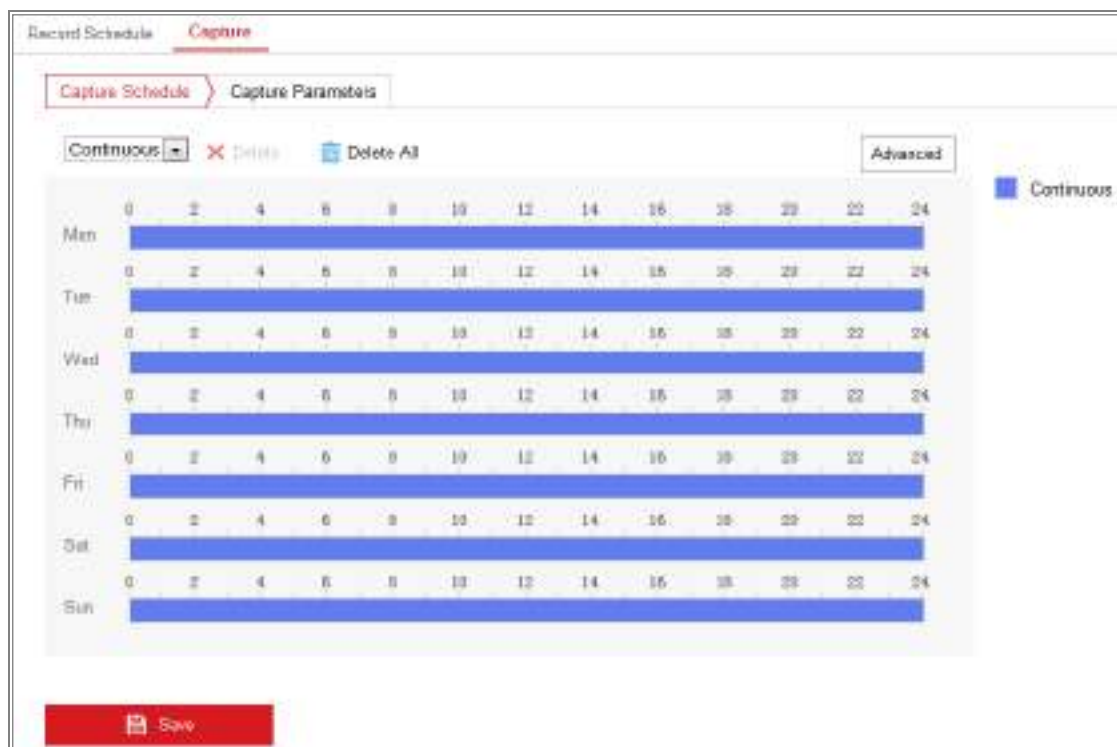 Record Schedule Capture
Capture Schedule Capture Parameters
Continuous Delete Delete All Advanced
Continuous
0 2 4 6 8 10 12 14 16 18 20 22 24
Mon
0 2 4 6 8 10 12 14 16 18 20 22 24
Tue
0 2 4 6 8 10 12 14 16 18 20 22 24
Wed
0 2 4 6 8 10 12 14 16 18 20 22 24
Thu
0 2 4 6 8 10 12 14 16 18 20 22 24
Fri
0 2 4 6 8 10 12 14 16 18 20 22 24
Sat
0 2 4 6 8 10 12 14 16 18 20 22 24
Sun
Save